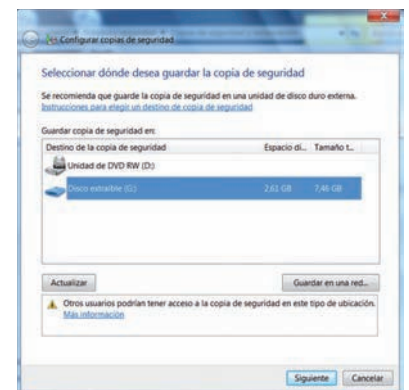 Configurar copias de seguridad
Seleccionar dónde desea guardar la copia de seguridad
Se recomienda que guarde la copia de seguridad en una unidad de disco duro externa.
Instrucciones para elegir un destino de copia de seguridad
Guardar copia de seguridad en:
Destino de la copia de seguridad Espacio di... Tamaño t...
Unidad de DVD RW (D:)
Disco extraíble (G:) 2,61 GB 7,46 GB
Actualizar Guardar en una red...
Otros usuarios podrían tener acceso a la copia de seguridad en este tipo de ubicación.
Más información
Siguiente Cancelar